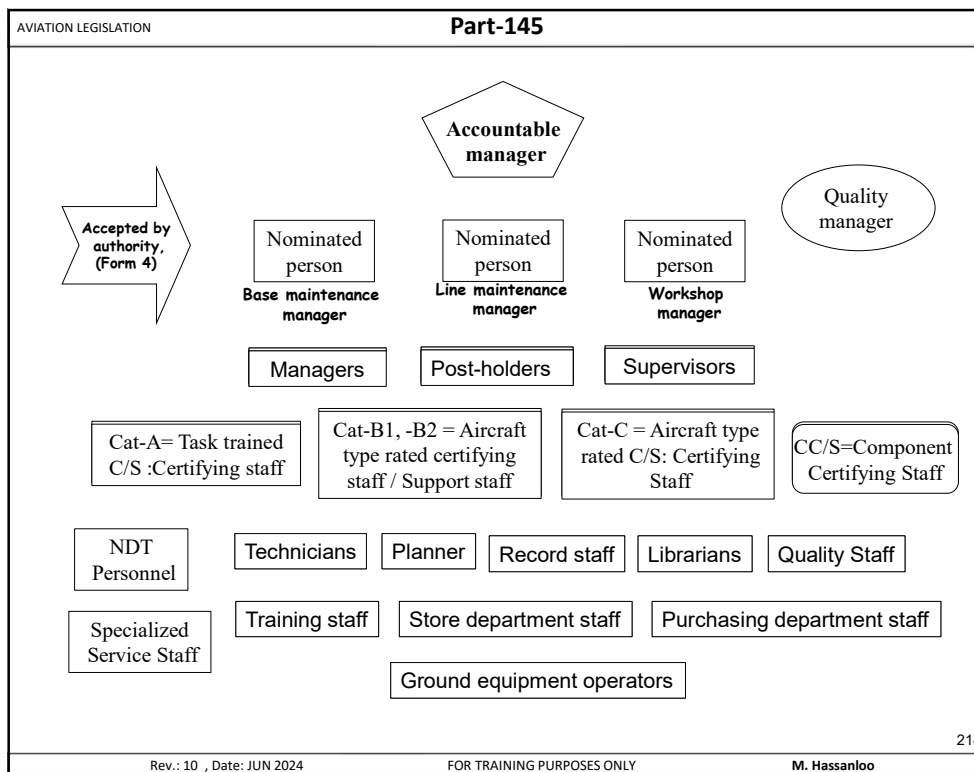 AVIATION LEGISLATION
Part-145
Accountable
manager
Quality
manager
Accepted by
authority,
(Form 4)
Nominated
person
Base maintenance
manager
Nominated
person
Line maintenance
manager
Nominated
person
Workshop
manager
Managers
Post-holders
Supervisors
Cat-A= Task trained
C/S :Certifying staff
Cat-B1, -B2 = Aircraft
type rated certifying
staff / Support staff
Cat-C = Aircraft type
rated C/S: Certifying
Staff
CC/S=Component
Certifying Staff
NDT
Personnel
Technicians
Planner
Record staff
Librarians
Quality Staff
Specialized
Service Staff
Training staff
Store department staff
Purchasing department staff
Ground equipment operators
Rev.: 10 , Date: JUN 2024
FOR TRAINING PURPOSES ONLY
M. Hassanloo